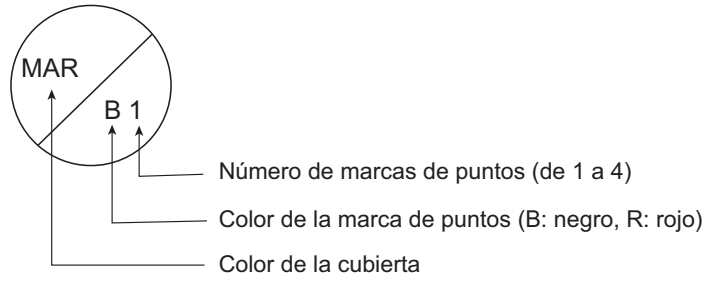 MAR
B 1
Número de marcas de puntos (de 1 a 4)
Color de la marca de puntos (B: negro, R: rojo)
Color de la cubierta